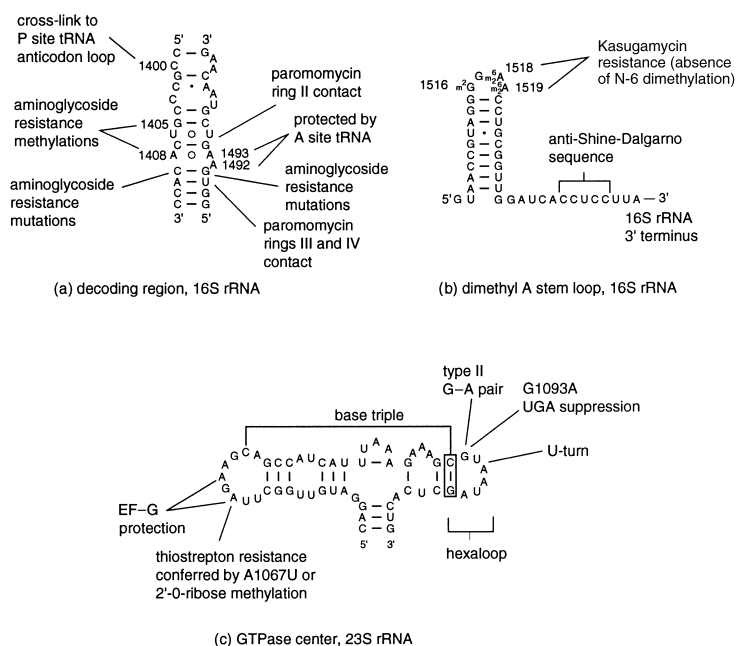 cross-link to
P site tRNA
anticodon loop
5' 3'
1400
paromomycin
ring II contact
aminoglycoside
resistance
methylations
1405
1408
protected by
A site tRNA
1493
1492
aminoglycoside
resistance
mutations
aminoglycoside
resistance
mutations
3' 5'
paromomycin
rings III and IV
contact
(a) decoding region, 16S rRNA
Kasugamycin
resistance (absence
of N-6 dimethylation)
1518
1519
1516
anti-Shine-Dalgarno
sequence
5'G U G GGAUCACCUCCUUA—3'
16S rRNA
3' terminus
(b) dimethyl A stem loop, 16S rRNA
type II
G–A pair
G1093A
UGA suppression
base triple
U-turn
EF–G
protection
thiostrepton resistance
conferred by A1067U or
2'-0-ribose methylation
5' 3'
hexaloop
(c) GTPase center, 23S rRNA